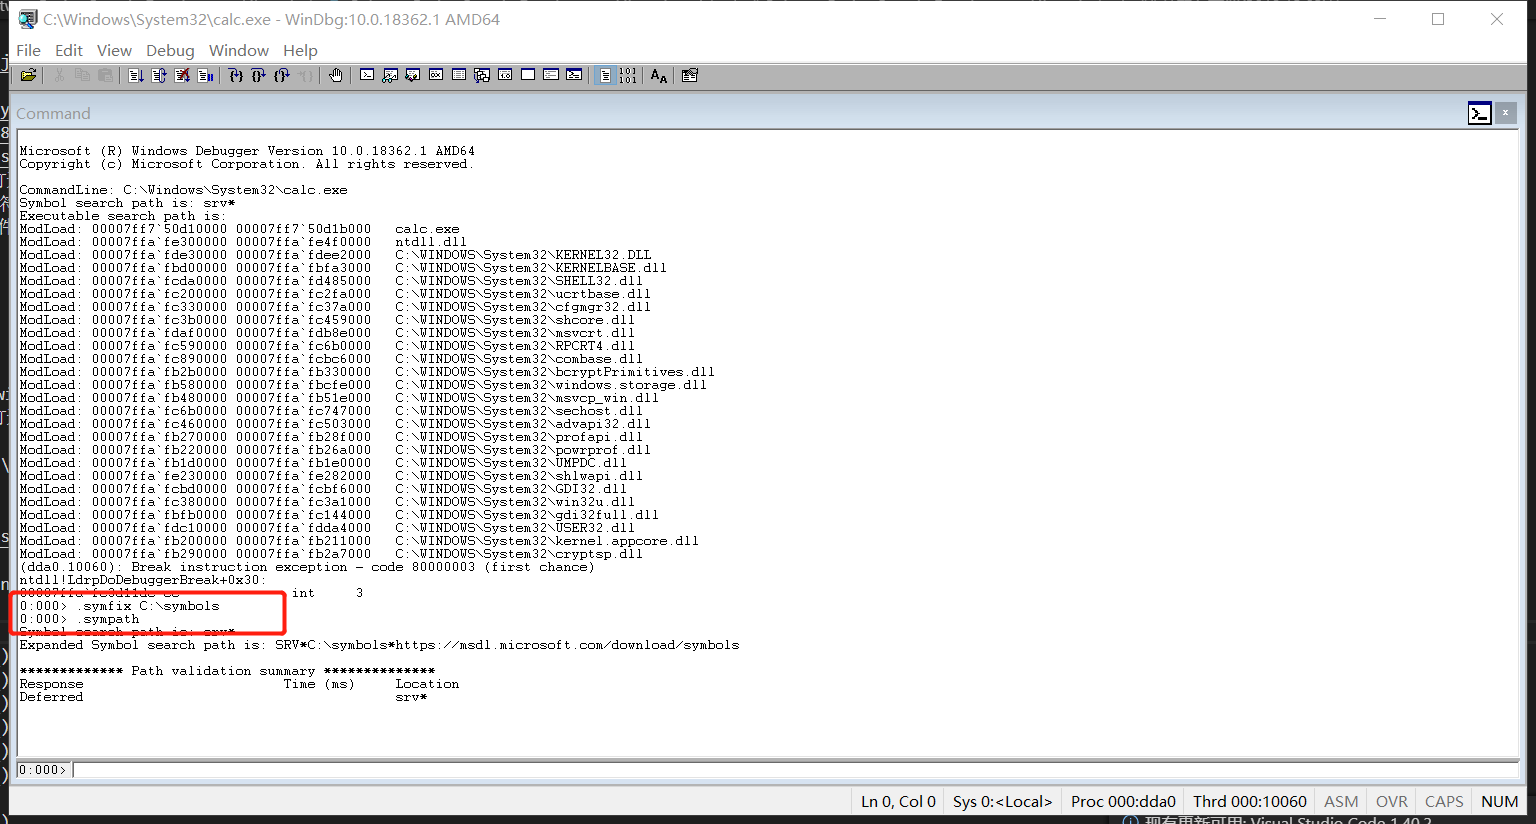 C:\Windows\System32\calc.exe - WinDbg:10.0.18362.1 AMD64
File Edit View Debug Window Help
Command
Microsoft (R) Windows Debugger Version 10.0.18362.1 AMD64
Copyright (c) Microsoft Corporation. All rights reserved.
CommandLine: C:\Windows\System32\calc.exe
Symbol search path is: srv*
Executable search path is:
ModLoad: 00007ff7`50d10000 00007ff7`50d1b000   calc.exe
ModLoad: 00007ffa`fe300000 00007ffa`fe4f0000   ntdll.dll
ModLoad: 00007ffa`fde30000 00007ffa`fdee2000   C:\WINDOWS\System32\KERNEL32.DLL
ModLoad: 00007ffa`fbd00000 00007ffa`fbfa3000   C:\WINDOWS\System32\KERNELBASE.dll
ModLoad: 00007ffa`fcda0000 00007ffa`fd485000   C:\WINDOWS\System32\SHELL32.dll
ModLoad: 00007ffa`fc200000 00007ffa`fc2fa000   C:\WINDOWS\System32\ucrtbase.dll
ModLoad: 00007ffa`fc330000 00007ffa`fc37a000   C:\WINDOWS\System32\cfgmgr32.dll
ModLoad: 00007ffa`fc3b0000 00007ffa`fc459000   C:\WINDOWS\System32\shcore.dll
ModLoad: 00007ffa`fdaf0000 00007ffa`fdb8e000   C:\WINDOWS\System32\msvcrt.dll
ModLoad: 00007ffa`fc590000 00007ffa`fc6b0000   C:\WINDOWS\System32\RPCRT4.dll
ModLoad: 00007ffa`fc890000 00007ffa`fcbc6000   C:\WINDOWS\System32\combase.dll
ModLoad: 00007ffa`fb2b0000 00007ffa`fb330000   C:\WINDOWS\System32\bcryptPrimitives.dll
ModLoad: 00007ffa`fb580000 00007ffa`fbcfe000   C:\WINDOWS\System32\windows.storage.dll
ModLoad: 00007ffa`fb480000 00007ffa`fb51e000   C:\WINDOWS\System32\msvcp_win.dll
ModLoad: 00007ffa`fc6b0000 00007ffa`fc747000   C:\WINDOWS\System32\sechost.dll
ModLoad: 00007ffa`fc460000 00007ffa`fc503000   C:\WINDOWS\System32\advapi32.dll
ModLoad: 00007ffa`fb270000 00007ffa`fb28f000   C:\WINDOWS\System32\profapi.dll
ModLoad: 00007ffa`fb220000 00007ffa`fb26a000   C:\WINDOWS\System32\powrprof.dll
ModLoad: 00007ffa`fb1d0000 00007ffa`fb1e0000   C:\WINDOWS\System32\UMPDC.dll
ModLoad: 00007ffa`fe230000 00007ffa`fe282000   C:\WINDOWS\System32\shlwapi.dll
ModLoad: 00007ffa`fcbd0000 00007ffa`fcbf6000   C:\WINDOWS\System32\GDI32.dll
ModLoad: 00007ffa`fc380000 00007ffa`fc3a1000   C:\WINDOWS\System32\win32u.dll
ModLoad: 00007ffa`fbfb0000 00007ffa`fc144000   C:\WINDOWS\System32\gdi32full.dll
ModLoad: 00007ffa`fdc10000 00007ffa`fdda4000   C:\WINDOWS\System32\USER32.dll
ModLoad: 00007ffa`fb200000 00007ffa`fb211000   C:\WINDOWS\System32\kernel.appcore.dll
ModLoad: 00007ffa`fb290000 00007ffa`fb2a7000   C:\WINDOWS\System32\cryptsp.dll
(dda0.10060): Break instruction exception - code 80000003 (first chance)
ntdll!LdrpDoDebuggerBreak+0x30:
int     3
0:000> .symfix C:\symbols
0:000> .sympath
Symbol search path is: srv*
Expanded Symbol search path is: SRV*C:\symbols*https://msdl.microsoft.com/download/symbols
************* Path validation summary **************
Response                         Time (ms)     Location
Deferred                                       srv*
0:000>
Ln 0, Col 0 Sys 0:<Local> Proc 000:dda0 Thrd 000:10060 ASM OVR CAPS NUM